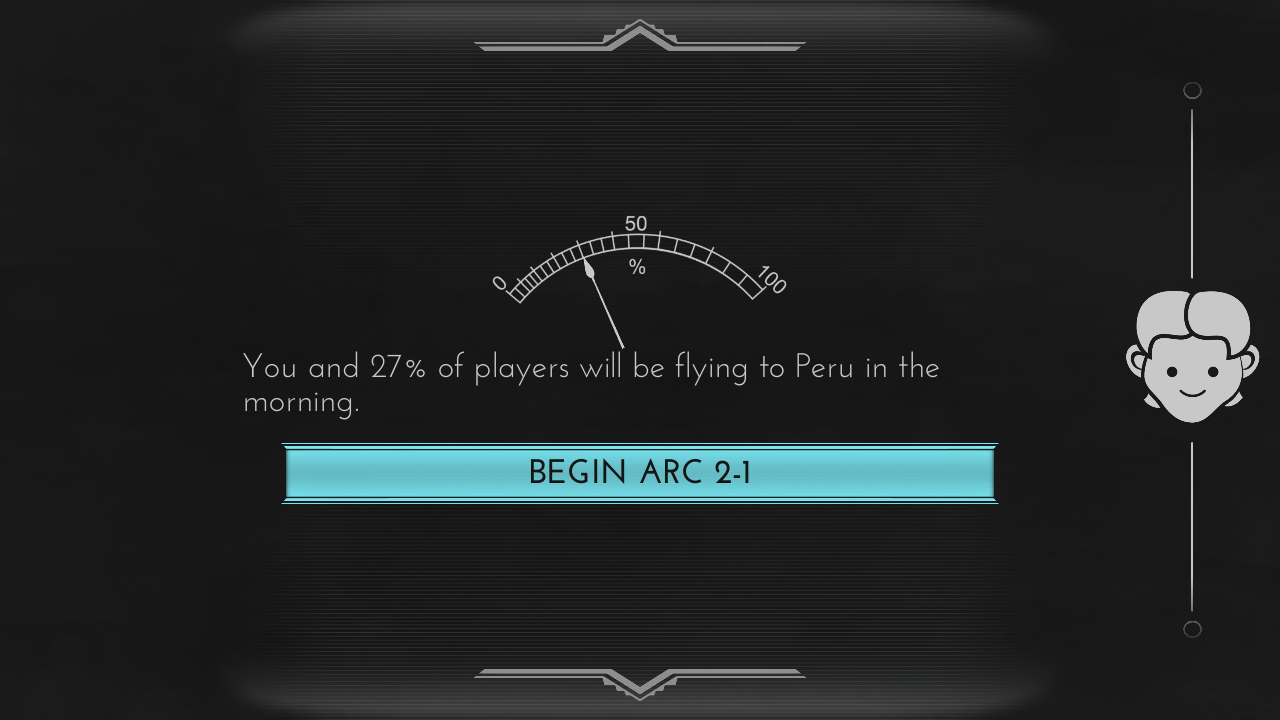 0
50
100
%
You and 27% of players will be flying to Peru in the
morning.
BEGIN ARC 2-1